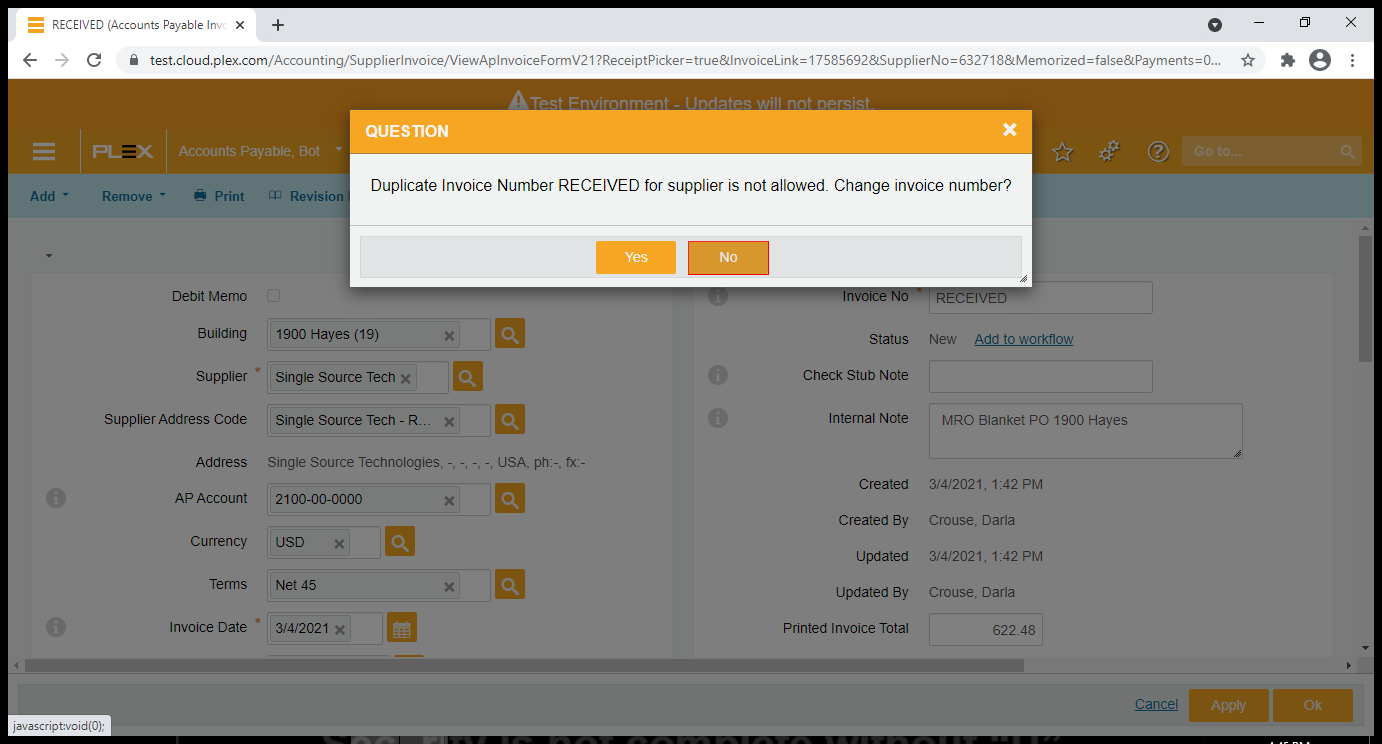 RECEIVED (Accounts Payable Invo
test.cloud.plex.com/Accounting/SupplierInvoice/ViewApInvoiceFormV21?ReceiptPicker=true&InvoiceLink=17585692&SupplierNo=632718&Memorized=false&Payments=0...
Test Environment - Updates will not persist.
QUESTION
PLEX
Accounts Payable, Bot
Go to...
Duplicate Invoice Number RECEIVED for supplier is not allowed. Change invoice number?
Add Remove Print Revision
Yes No
Debit Memo
Building 1900 Hayes (19)
Supplier * Single Source Tech
Supplier Address Code Single Source Tech - R...
Address Single Source Technologies, -, -, -, -, USA, ph:-, fx:-
AP Account 2100-00-0000
Currency USD
Terms Net 45
Invoice Date * 3/4/2021
Invoice No * RECEIVED
Status New Add to workflow
Check Stub Note
Internal Note MRO Blanket PO 1900 Hayes
Created 3/4/2021, 1:42 PM
Created By Crouse, Darla
Updated 3/4/2021, 1:42 PM
Updated By Crouse, Darla
Printed Invoice Total 622.48
Cancel Apply Ok
javascript:void(0);